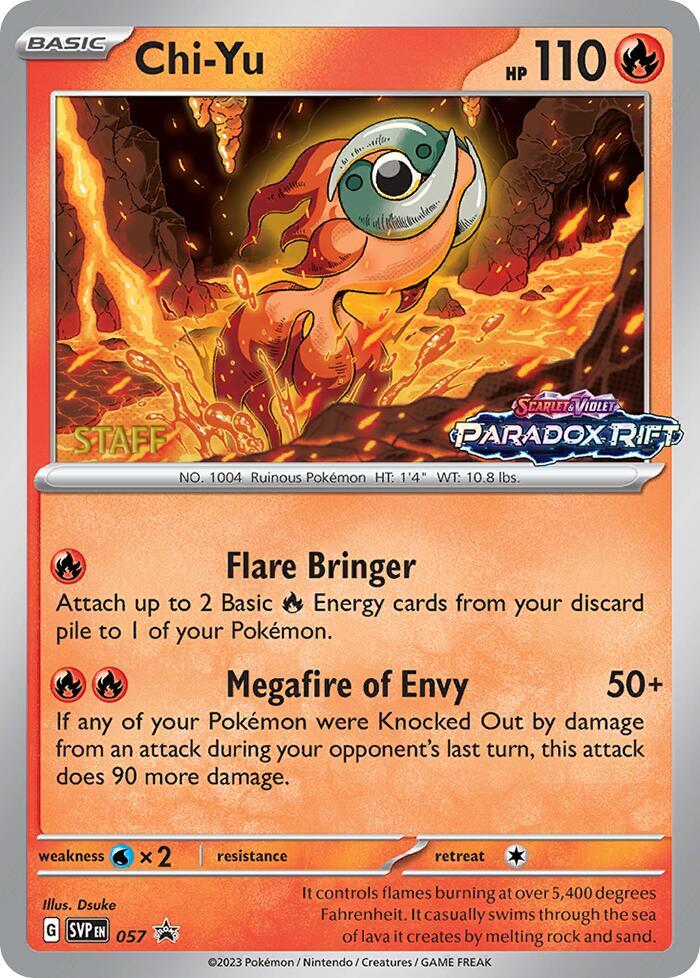 BASIC
Chi-Yu
HP 110
STAFF
SCARLET & VIOLET
PARADOX RIFT
NO. 1004 Ruinous Pokémon HT: 1'4" WT: 10.8 lbs.
Flare Bringer
Attach up to 2 Basic Energy cards from your discard
pile to 1 of your Pokémon.
Megafire of Envy 50+
If any of your Pokémon were Knocked Out by damage
from an attack during your opponent's last turn, this attack
does 90 more damage.
weakness ×2 resistance retreat
Illus. Dsuke
G SVP EN 057
It controls flames burning at over 5,400 degrees
Fahrenheit. It casually swims through the sea
of lava it creates by melting rock and sand.
©2023 Pokémon / Nintendo / Creatures / GAME FREAK